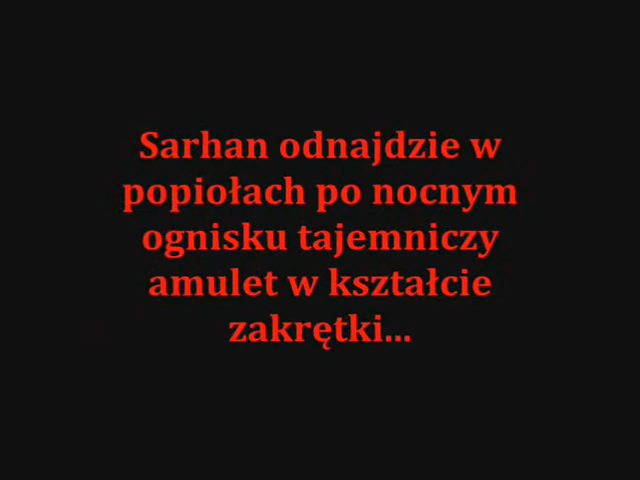 Sarhan odnajdzie w
popiołach po nocnym
ognisku tajemniczy
amulet w kształcie
zakrętki...